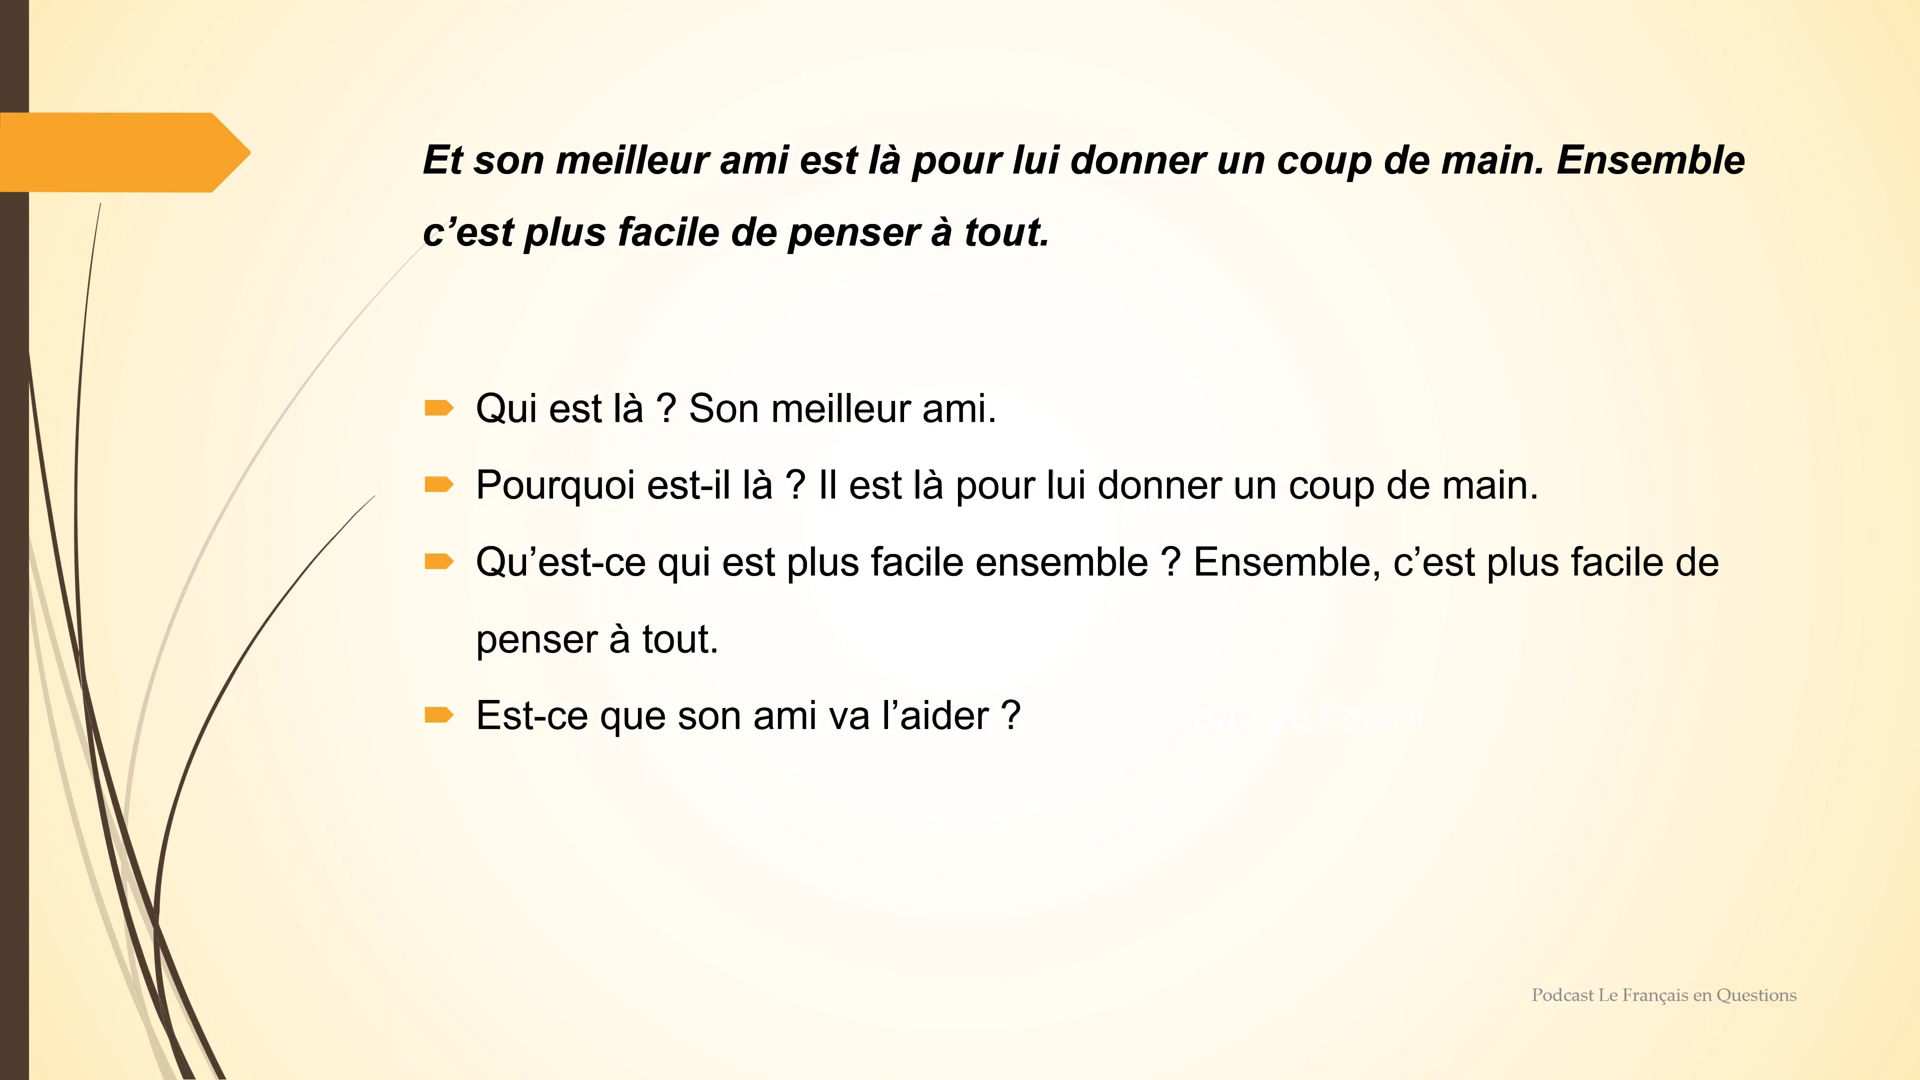 Et son meilleur ami est là pour lui donner un coup de main. Ensemble
c’est plus facile de penser à tout.
Qui est là ? Son meilleur ami.
Pourquoi est-il là ? Il est là pour lui donner un coup de main.
Qu’est-ce qui est plus facile ensemble ? Ensemble, c’est plus facile de
penser à tout.
Est-ce que son ami va l’aider ?
Podcast Le Français en Questions